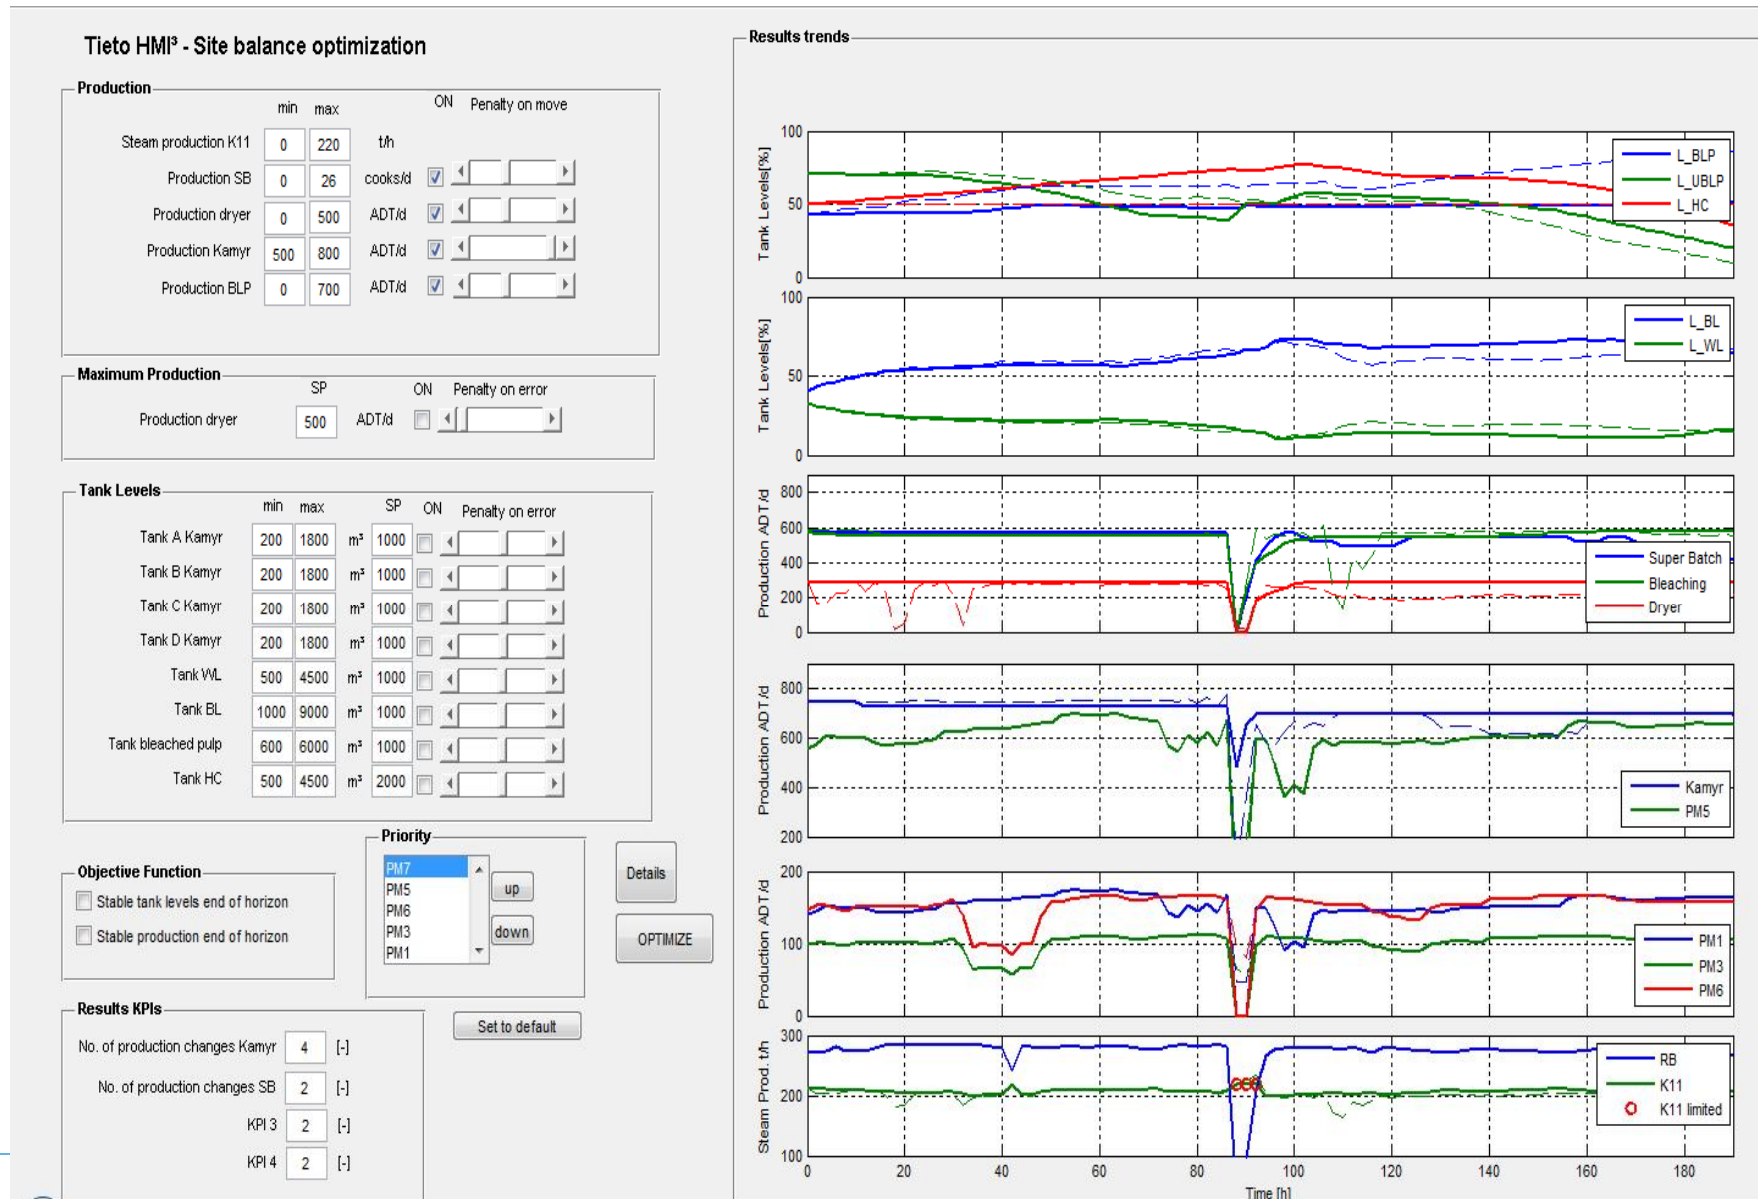 Tieto HMI³ - Site balance optimization
Production
min max ON Penalty on move
Steam production K11 0 220 t/h
Production SB 0 26 cooks/d
Production dryer 0 500 ADT/d
Production Kamyr 500 800 ADT/d
Production BLP 0 700 ADT/d
Maximum Production
SP ON Penalty on error
Production dryer 500 ADT/d
Tank Levels
min max SP ON Penalty on error
Tank A Kamyr 200 1800 m³ 1000
Tank B Kamyr 200 1800 m³ 1000
Tank C Kamyr 200 1800 m³ 1000
Tank D Kamyr 200 1800 m³ 1000
Tank WL 500 4500 m³ 1000
Tank BL 1000 9000 m³ 1000
Tank bleached pulp 600 6000 m³ 1000
Tank HC 500 4500 m³ 2000
Objective Function
Stable tank levels end of horizon
Stable production end of horizon
Priority
PM7
PM5
PM6
PM3
PM1
up
down
Details
OPTIMIZE
Set to default
Results KPIs
No. of production changes Kamyr 4 [-]
No. of production changes SB 2 [-]
KPI 3 2 [-]
KPI 4 2 [-]
Results trends
Tank Levels[%]
100
50
0
L_BLP
L_UBLP
L_HC
Tank Levels[%]
100
50
0
L_BL
L_WL
Production ADT/d
800
600
400
200
0
Super Batch
Bleaching
Dryer
Production ADT/d
800
600
400
200
Kamyr
PM5
Production ADT/d
200
100
0
PM1
PM3
PM6
Steam Prod. t/h
300
200
100
RB
K11
K11 limited
0 20 40 60 80 100 120 140 160 180
Time [h]